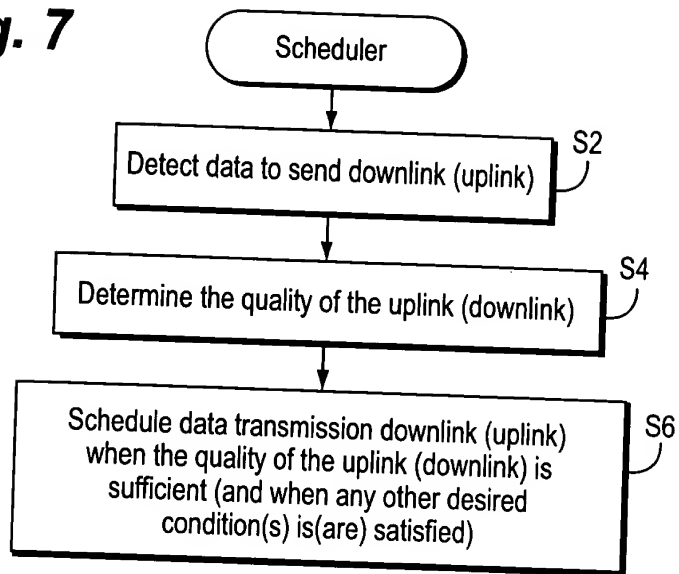 g. 7
Scheduler
Detect data to send downlink (uplink)
S2
Determine the quality of the uplink (downlink)
S4
Schedule data transmission downlink (uplink)
when the quality of the uplink (downlink) is
sufficient (and when any other desired
condition(s) is(are) satisfied)
S6